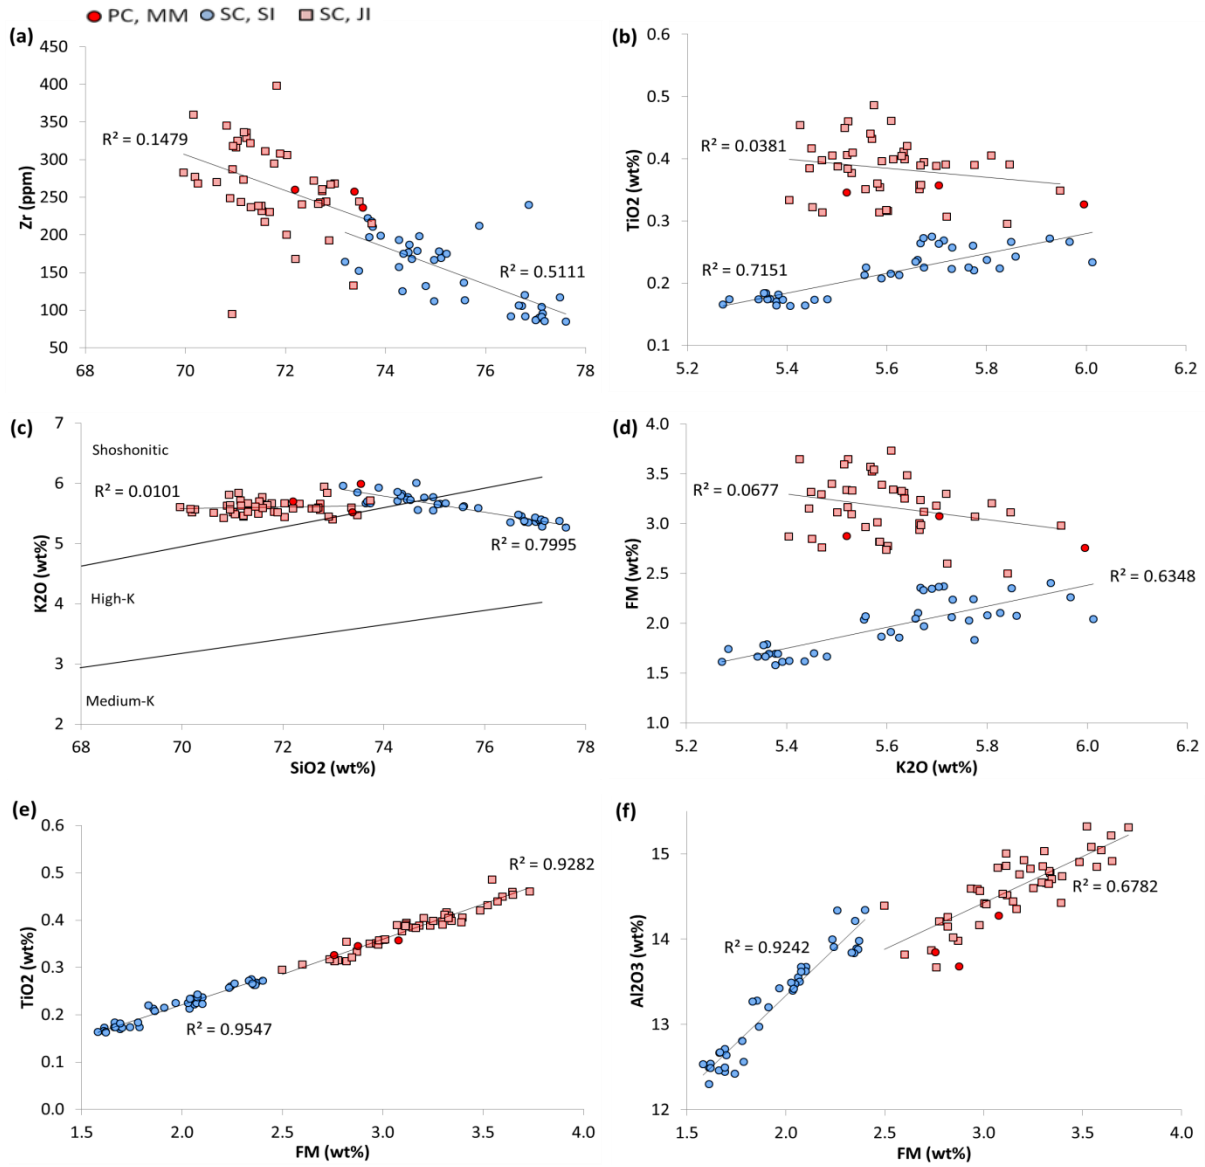 PC, MM SC, SI SC, JI
(a)
450
400
350
300
250
200
150
100
50
Zr (ppm)
R² = 0.1479
R² = 0.5111
68 70 72 74 76 78
(b)
0.6
0.5
0.4
0.3
0.2
0.1
TiO2 (wt%)
R² = 0.0381
R² = 0.7151
5.2 5.4 5.6 5.8 6.0 6.2
(c)
7
6
5
4
3
2
K2O (wt%)
Shoshonitic
R² = 0.0101
R² = 0.7995
High-K
Medium-K
68 70 72 74 76 78
SiO2 (wt%)
(d)
4.0
3.5
3.0
2.5
2.0
1.5
1.0
FM (wt%)
R² = 0.0677
R² = 0.6348
5.2 5.4 5.6 5.8 6.0 6.2
K2O (wt%)
(e)
0.6
0.5
0.4
0.3
0.2
0.1
0.0
TiO2 (wt%)
R² = 0.9282
R² = 0.9547
1.5 2.0 2.5 3.0 3.5 4.0
FM (wt%)
(f)
15
14
13
12
Al2O3 (wt%)
R² = 0.6782
R² = 0.9242
1.5 2.0 2.5 3.0 3.5 4.0
FM (wt%)